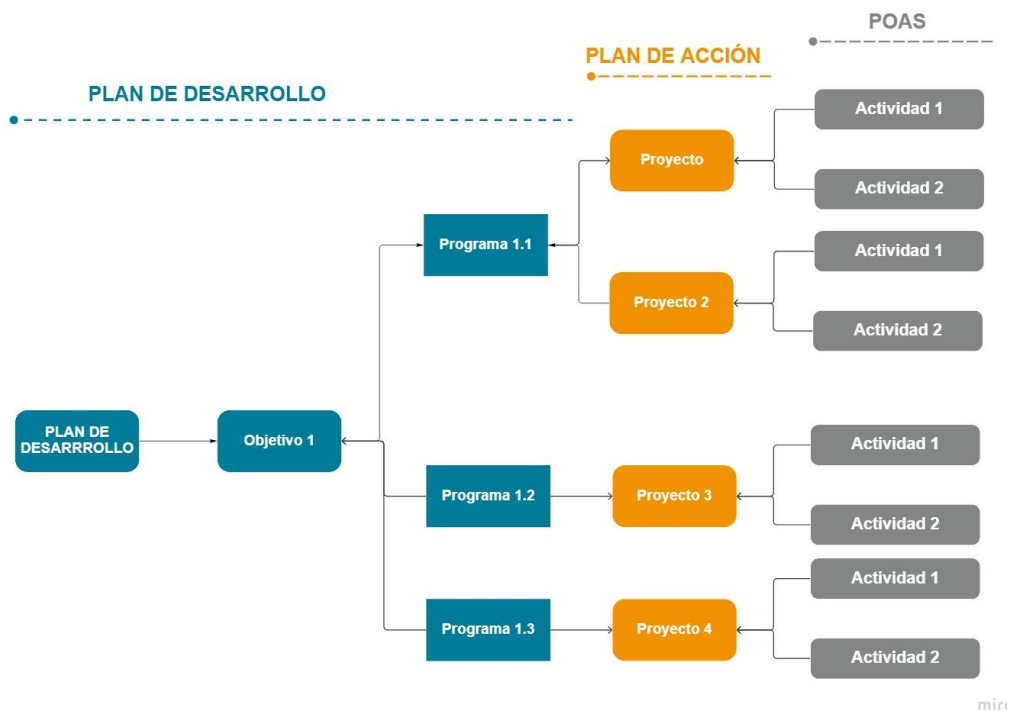 POAS
PLAN DE ACCIÓN
PLAN DE DESARROLLO
Actividad 1
Proyecto
Actividad 2
Programa 1.1
Actividad 1
Proyecto 2
Actividad 2
PLAN DE
DESARRROLLO
Objetivo 1
Actividad 1
Programa 1.2
Proyecto 3
Actividad 2
Actividad 1
Programa 1.3
Proyecto 4
Actividad 2